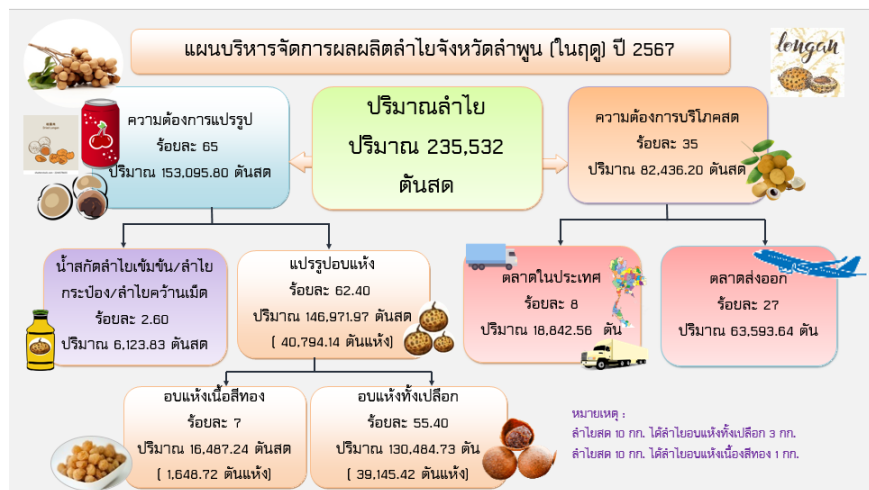 แผนบริหารจัดการผลผลิตลำไยจังหวัดลำพูน (ในฤดู) ปี 2567
longan
ความต้องการแปรรูป
ร้อยละ 65
ปริมาณ 153,095.80 ตันสด
ปริมาณลำไย
ปริมาณ 235,532
ตันสด
ความต้องการบริโภคสด
ร้อยละ 35
ปริมาณ 82,436.20 ตันสด
น้ำสกัดลำไยเข้มข้น/ลำไย
กระป๋อง/ลำไยคว้านเม็ด
ร้อยละ 2.60
ปริมาณ 6,123.83 ตันสด
แปรรูปอบแห้ง
ร้อยละ 62.40
ปริมาณ 146,971.97 ตันสด
( 40,794.14 ตันแห้ง)
ตลาดในประเทศ
ร้อยละ 8
ปริมาณ 18,842.56 ตัน
ตลาดส่งออก
ร้อยละ 27
ปริมาณ 63,593.64 ตัน
อบแห้งเนื้อสีทอง
ร้อยละ 7
ปริมาณ 16,487.24 ตันสด
( 1,648.72 ตันแห้ง)
อบแห้งทั้งเปลือก
ร้อยละ 55.40
ปริมาณ 130,484.73 ตัน
( 39,145.42 ตันแห้ง)
หมายเหตุ :
ลำไยสด 10 กก. ได้ลำไยอบแห้งทั้งเปลือก 3 กก.
ลำไยสด 10 กก. ได้ลำไยอบแห้งเนื้องสีทอง 1 กก.